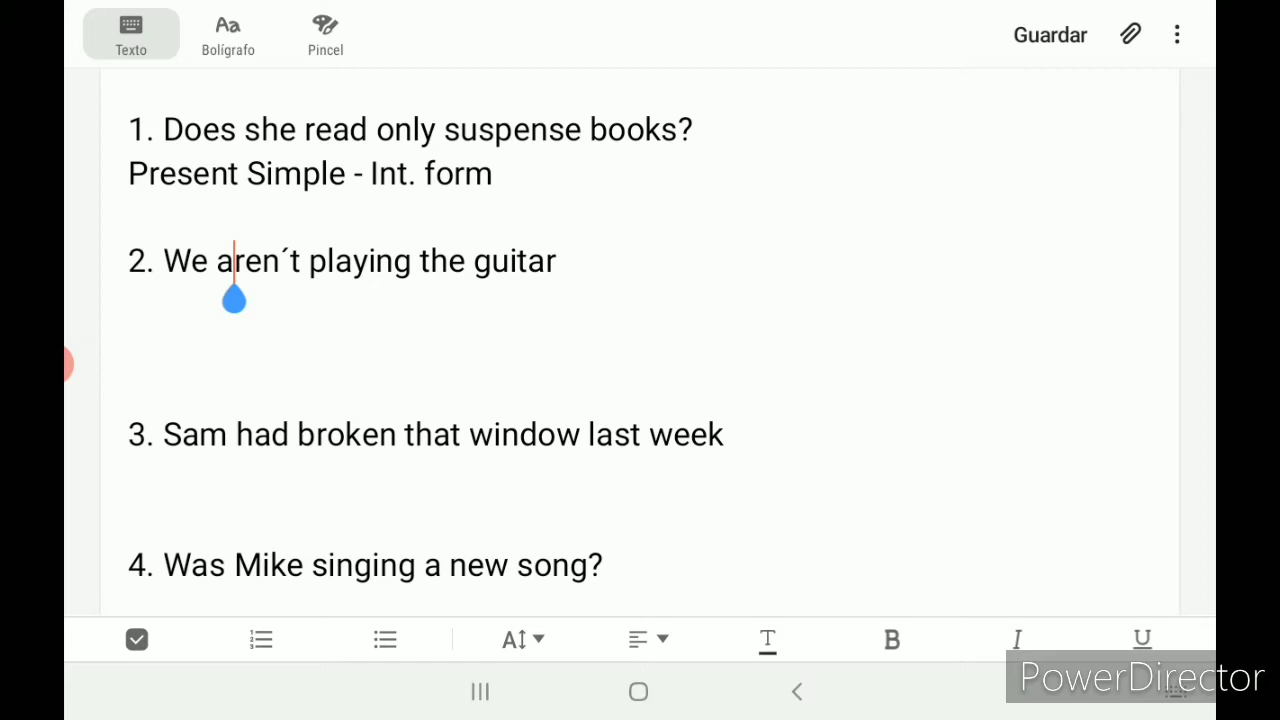 Texto
Bolígrafo
Pincel
Guardar
1. Does she read only suspense books?
Present Simple - Int. form
2. We aren´t playing the guitar
3. Sam had broken that window last week
4. Was Mike singing a new song?
PowerDirector